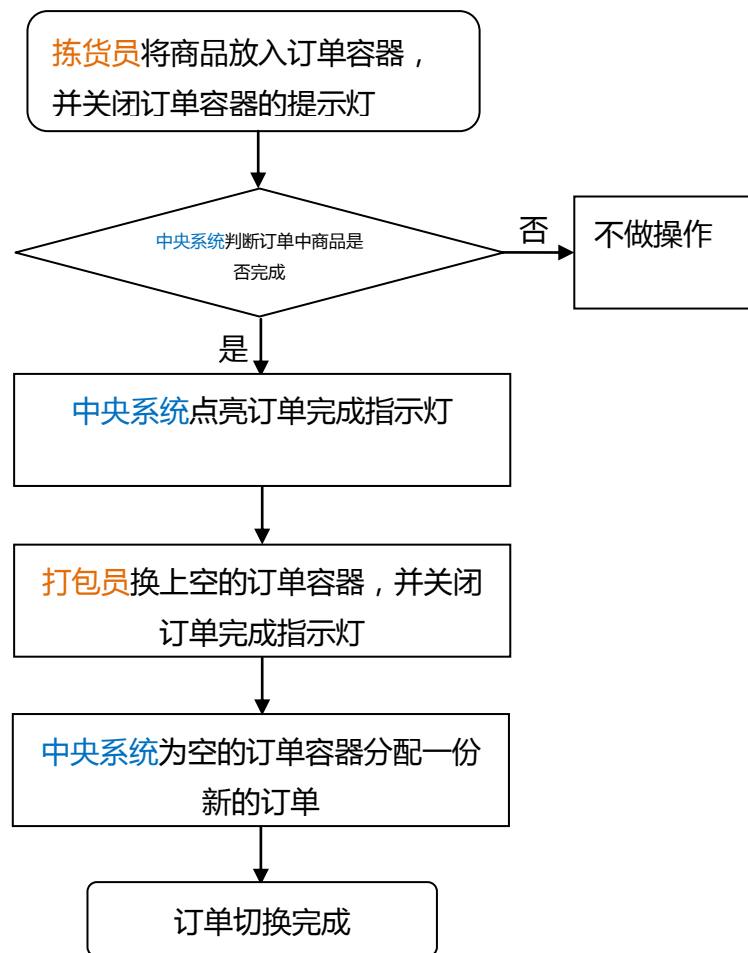 拣货员将商品放入订单容器，
并关闭订单容器的提示灯
中央系统判断订单中商品是
否完成
否
不做操作
是
中央系统点亮订单完成指示灯
打包员换上空的订单容器，并关闭
订单完成指示灯
中央系统为空的订单容器分配一份
新的订单
订单切换完成